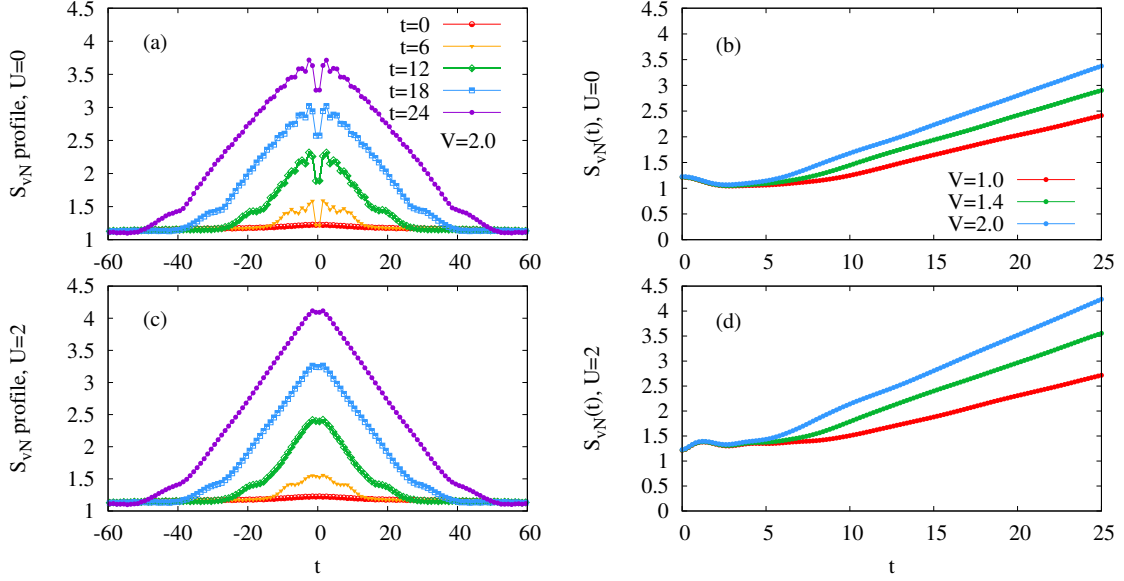 S_vN profile, U=0
4.5
4
3.5
3
2.5
2
1.5
1
(a)
t=0
t=6
t=12
t=18
t=24
V=2.0
-60 -40 -20 0 20 40 60
S_vN(t), U=0
4.5
4
3.5
3
2.5
2
1.5
1
0.5
0
(b)
V=1.0
V=1.4
V=2.0
0 5 10 15 20 25
S_vN profile, U=2
4.5
4
3.5
3
2.5
2
1.5
1
(c)
-60 -40 -20 0 20 40 60
t
S_vN(t), U=2
4.5
4
3.5
3
2.5
2
1.5
1
0.5
0
(d)
0 5 10 15 20 25
t